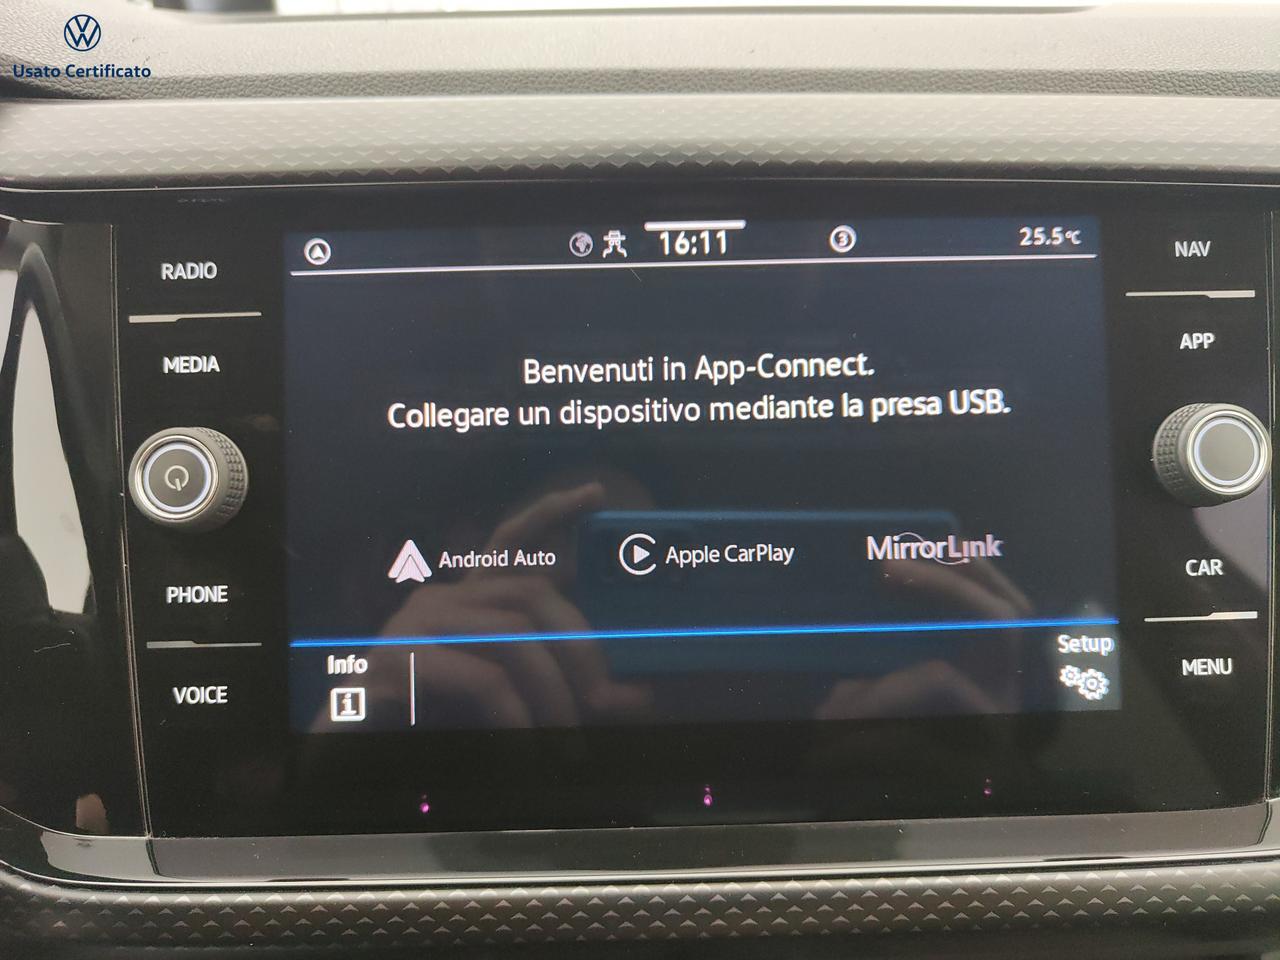 Usato Certificato
RADIO
MEDIA
PHONE
VOICE
16:11
3
25.5°C
Benvenuti in App-Connect.
Collegare un dispositivo mediante la presa USB.
Android Auto
Apple CarPlay
MirrorLink
Info
i
Setup
NAV
APP
CAR
MENU